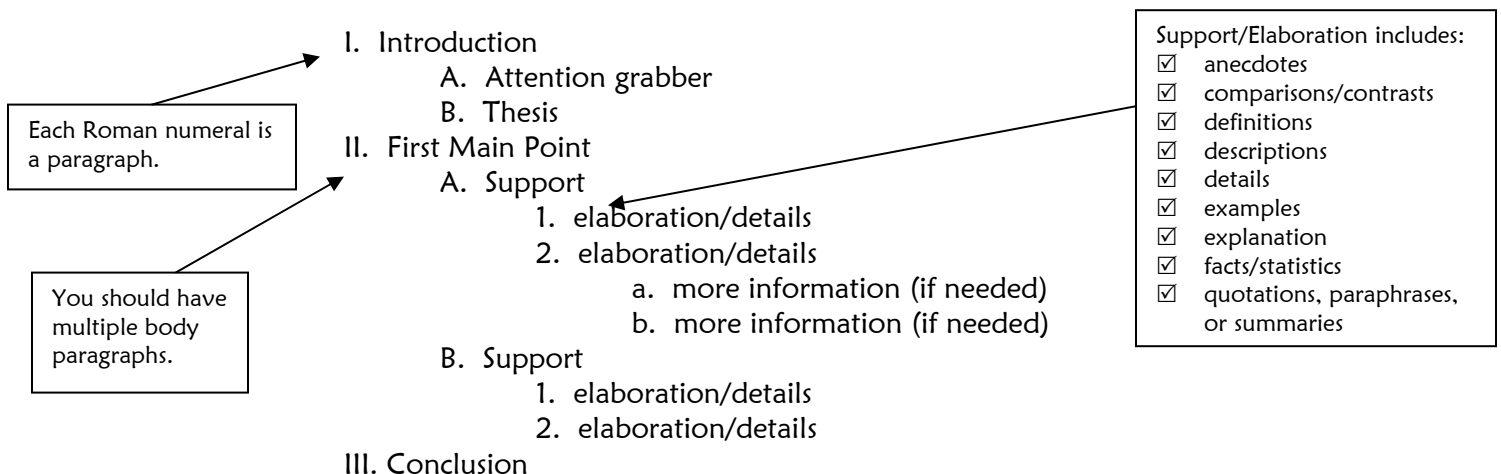 I. Introduction
A. Attention grabber
B. Thesis
II. First Main Point
A. Support
1. elaboration/details
2. elaboration/details
a. more information (if needed)
b. more information (if needed)
B. Support
1. elaboration/details
2. elaboration/details
III. Conclusion
Each Roman numeral is
a paragraph.
You should have
multiple body
paragraphs.
Support/Elaboration includes:
☑ anecdotes
☑ comparisons/contrasts
☑ definitions
☑ descriptions
☑ details
☑ examples
☑ explanation
☑ facts/statistics
☑ quotations, paraphrases,
or summaries